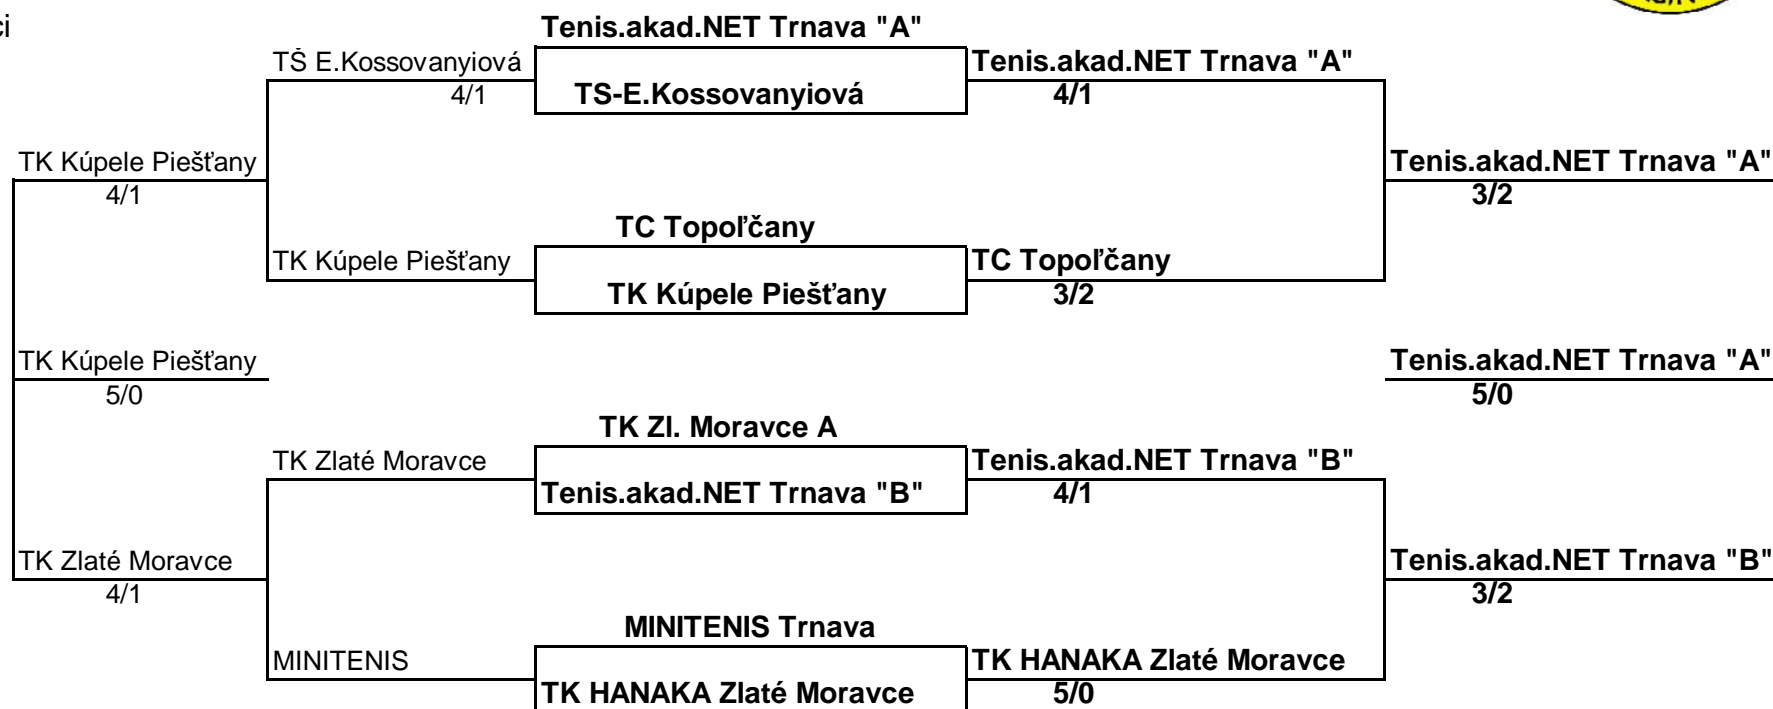 ci
Tenis.akad.NET Trnava "A"
TŠ E.Kossovanyiová
Tenis.akad.NET Trnava "A"
4/1
TS-E.Kossovanyiová
4/1
TK Kúpele Piešťany
Tenis.akad.NET Trnava "A"
4/1
3/2
TC Topoľčany
TK Kúpele Piešťany
TC Topoľčany
TK Kúpele Piešťany
3/2
TK Kúpele Piešťany
Tenis.akad.NET Trnava "A"
5/0
5/0
TK Zl. Moravce A
TK Zlaté Moravce
Tenis.akad.NET Trnava "B"
Tenis.akad.NET Trnava "B"
4/1
TK Zlaté Moravce
Tenis.akad.NET Trnava "B"
4/1
3/2
MINITENIS Trnava
MINITENIS
TK HANAKA Zlaté Moravce
TK HANAKA Zlaté Moravce
5/0